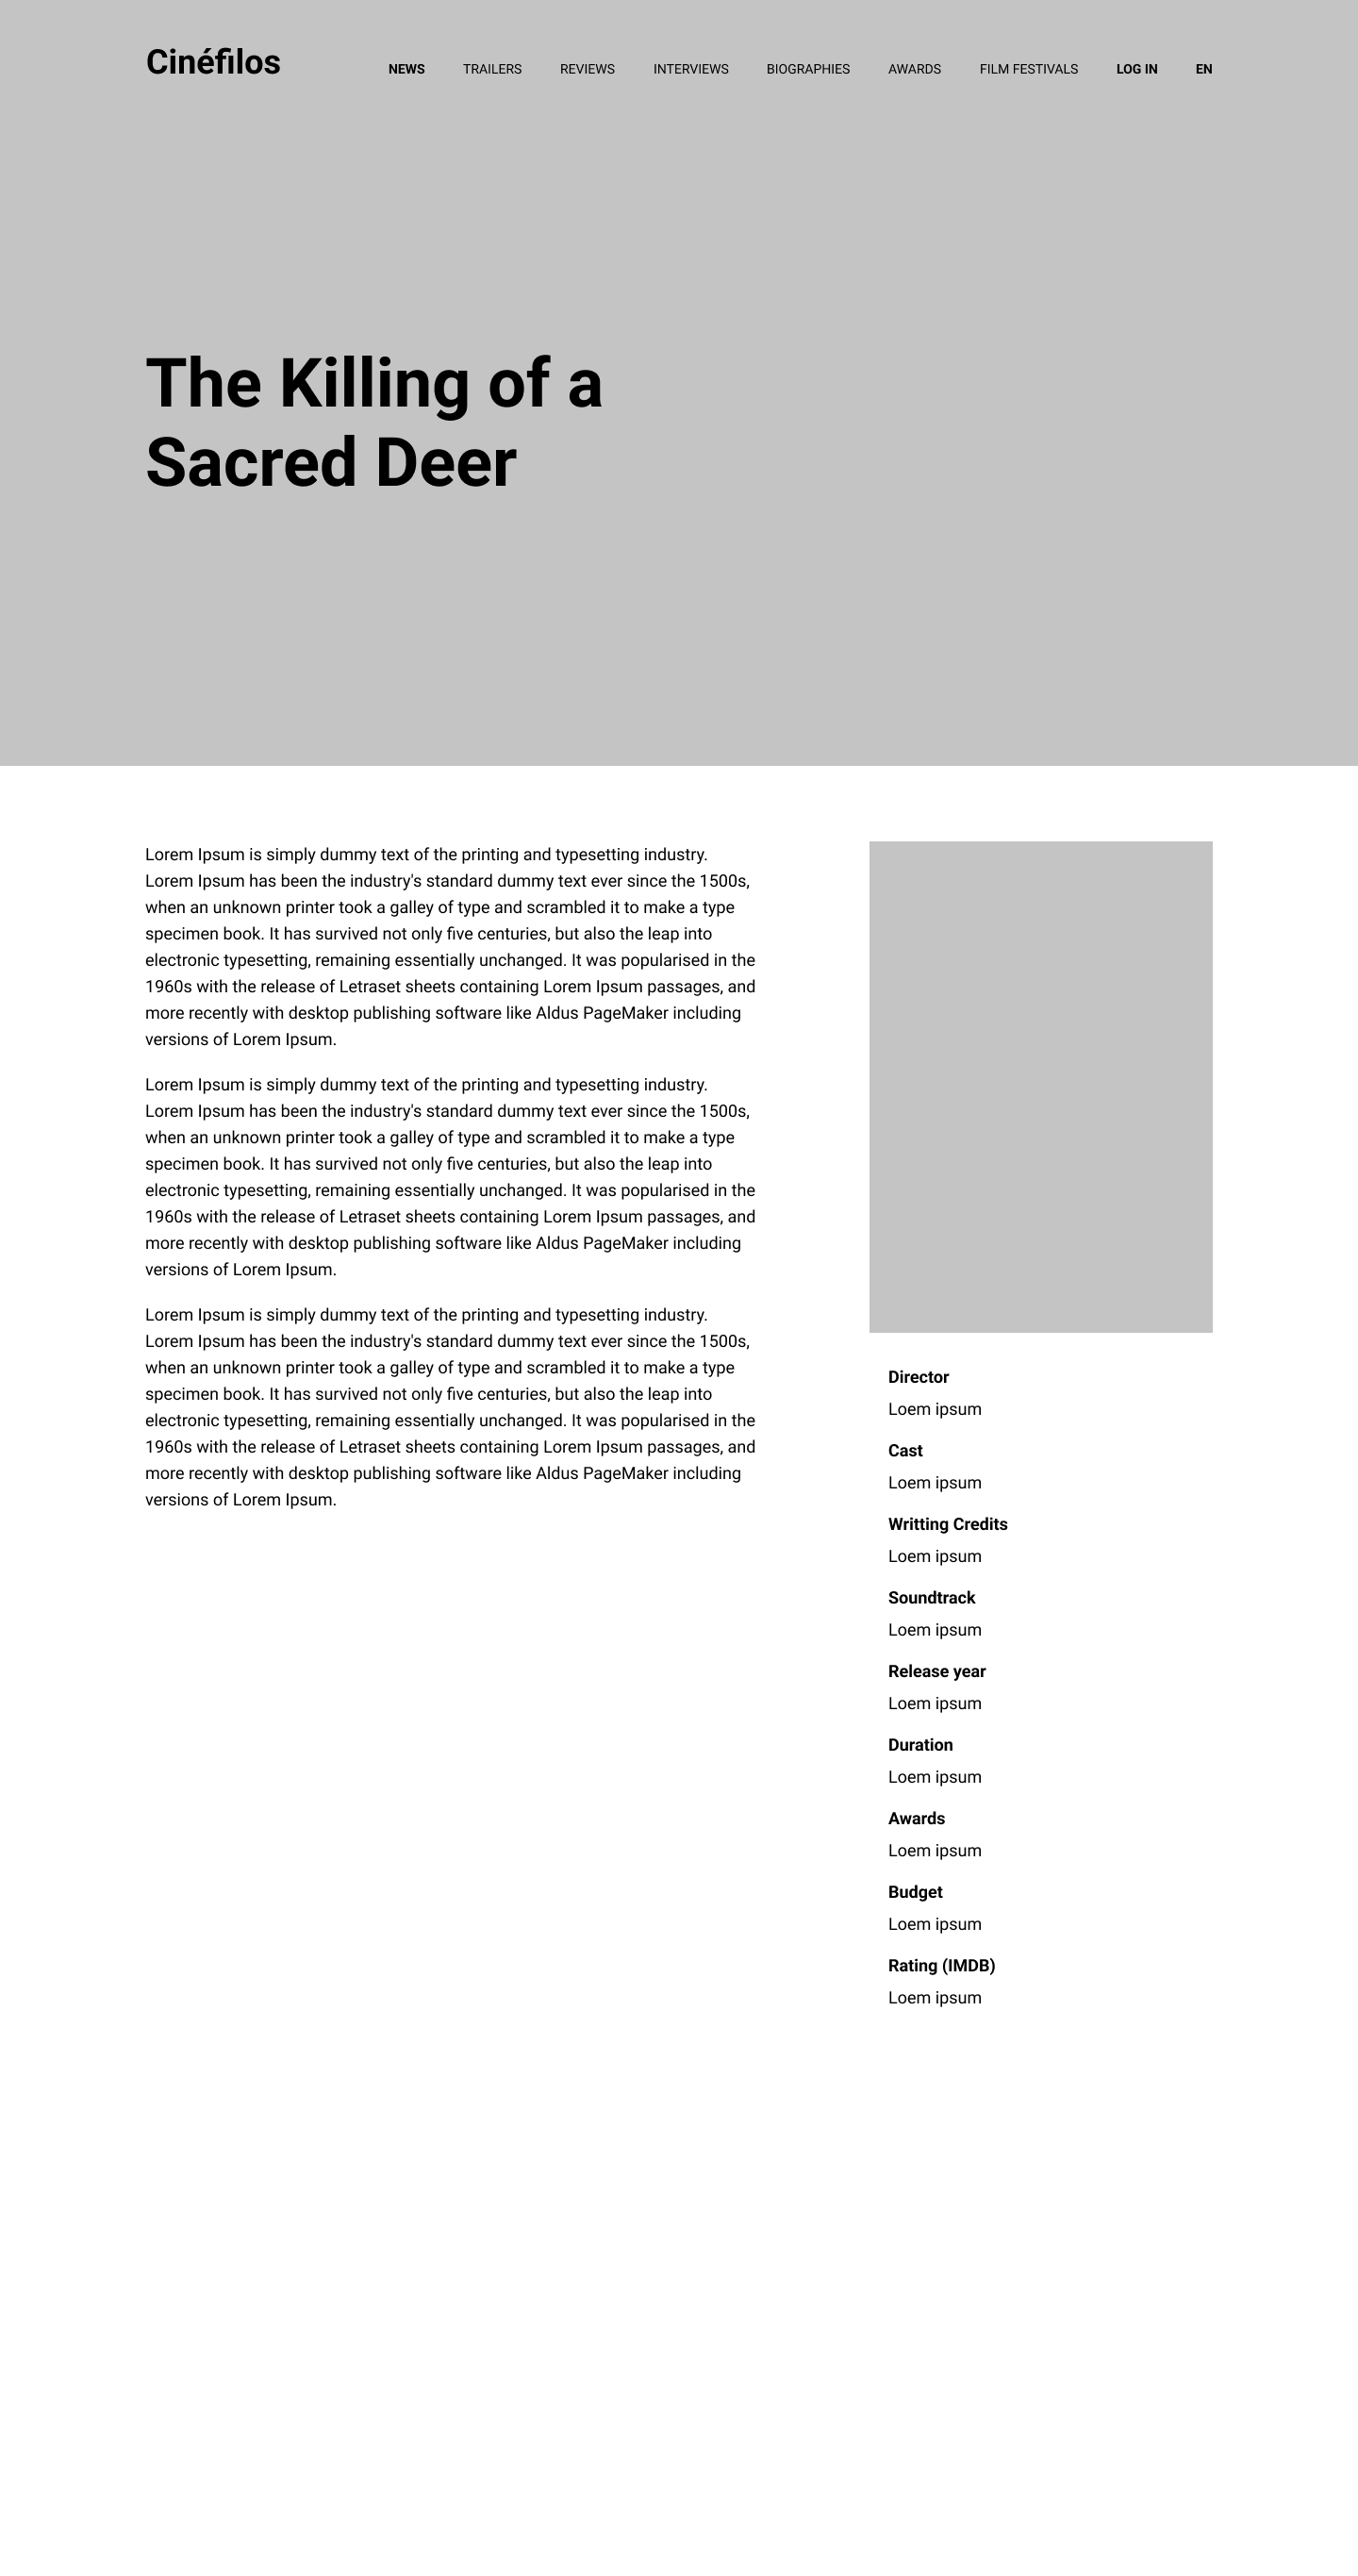 Cinéfilos
NEWS TRAILERS REVIEWS INTERVIEWS BIOGRAPHIES AWARDS FILM FESTIVALS LOG IN EN
The Killing of a
Sacred Deer
Lorem Ipsum is simply dummy text of the printing and typesetting industry.
Lorem Ipsum has been the industry's standard dummy text ever since the 1500s,
when an unknown printer took a galley of type and scrambled it to make a type
specimen book. It has survived not only five centuries, but also the leap into
electronic typesetting, remaining essentially unchanged. It was popularised in the
1960s with the release of Letraset sheets containing Lorem Ipsum passages, and
more recently with desktop publishing software like Aldus PageMaker including
versions of Lorem Ipsum.
Lorem Ipsum is simply dummy text of the printing and typesetting industry.
Lorem Ipsum has been the industry's standard dummy text ever since the 1500s,
when an unknown printer took a galley of type and scrambled it to make a type
specimen book. It has survived not only five centuries, but also the leap into
electronic typesetting, remaining essentially unchanged. It was popularised in the
1960s with the release of Letraset sheets containing Lorem Ipsum passages, and
more recently with desktop publishing software like Aldus PageMaker including
versions of Lorem Ipsum.
Lorem Ipsum is simply dummy text of the printing and typesetting industry.
Lorem Ipsum has been the industry's standard dummy text ever since the 1500s,
when an unknown printer took a galley of type and scrambled it to make a type
specimen book. It has survived not only five centuries, but also the leap into
electronic typesetting, remaining essentially unchanged. It was popularised in the
1960s with the release of Letraset sheets containing Lorem Ipsum passages, and
more recently with desktop publishing software like Aldus PageMaker including
versions of Lorem Ipsum.
Director
Loem ipsum
Cast
Loem ipsum
Writting Credits
Loem ipsum
Soundtrack
Loem ipsum
Release year
Loem ipsum
Duration
Loem ipsum
Awards
Loem ipsum
Budget
Loem ipsum
Rating (IMDB)
Loem ipsum